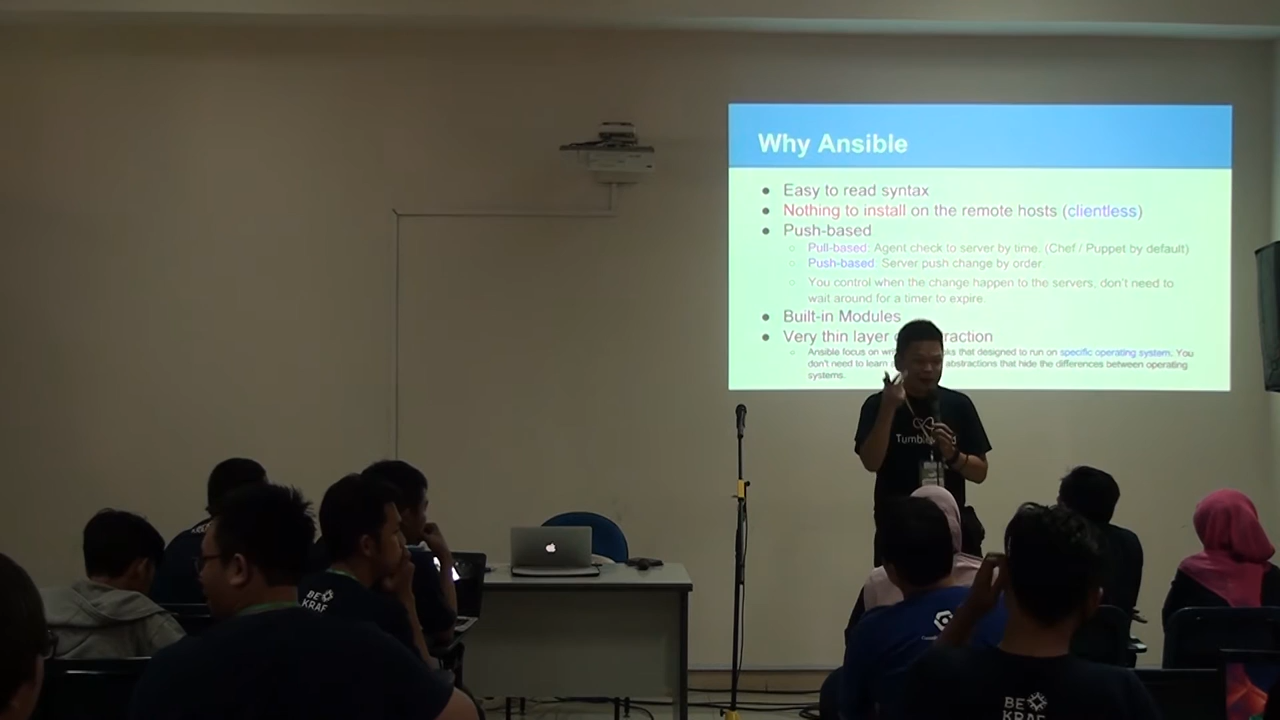 Why Ansible
● Easy to read syntax
● Nothing to install on the remote hosts (clientless)
● Push-based
○ Pull-based: Agent check to server by time. (Chef / Puppet by default)
○ Push-based: Server push change by order.
○ You control when the change happen to the servers, don't need to
wait around for a timer to expire.
● Built-in Modules
● Very thin layer
○ Ansible focus on that designed to run on specific operating system. You
don't need to learn abstractions that hide the differences between operating
systems.
BE
KRAF
BE
KRAF